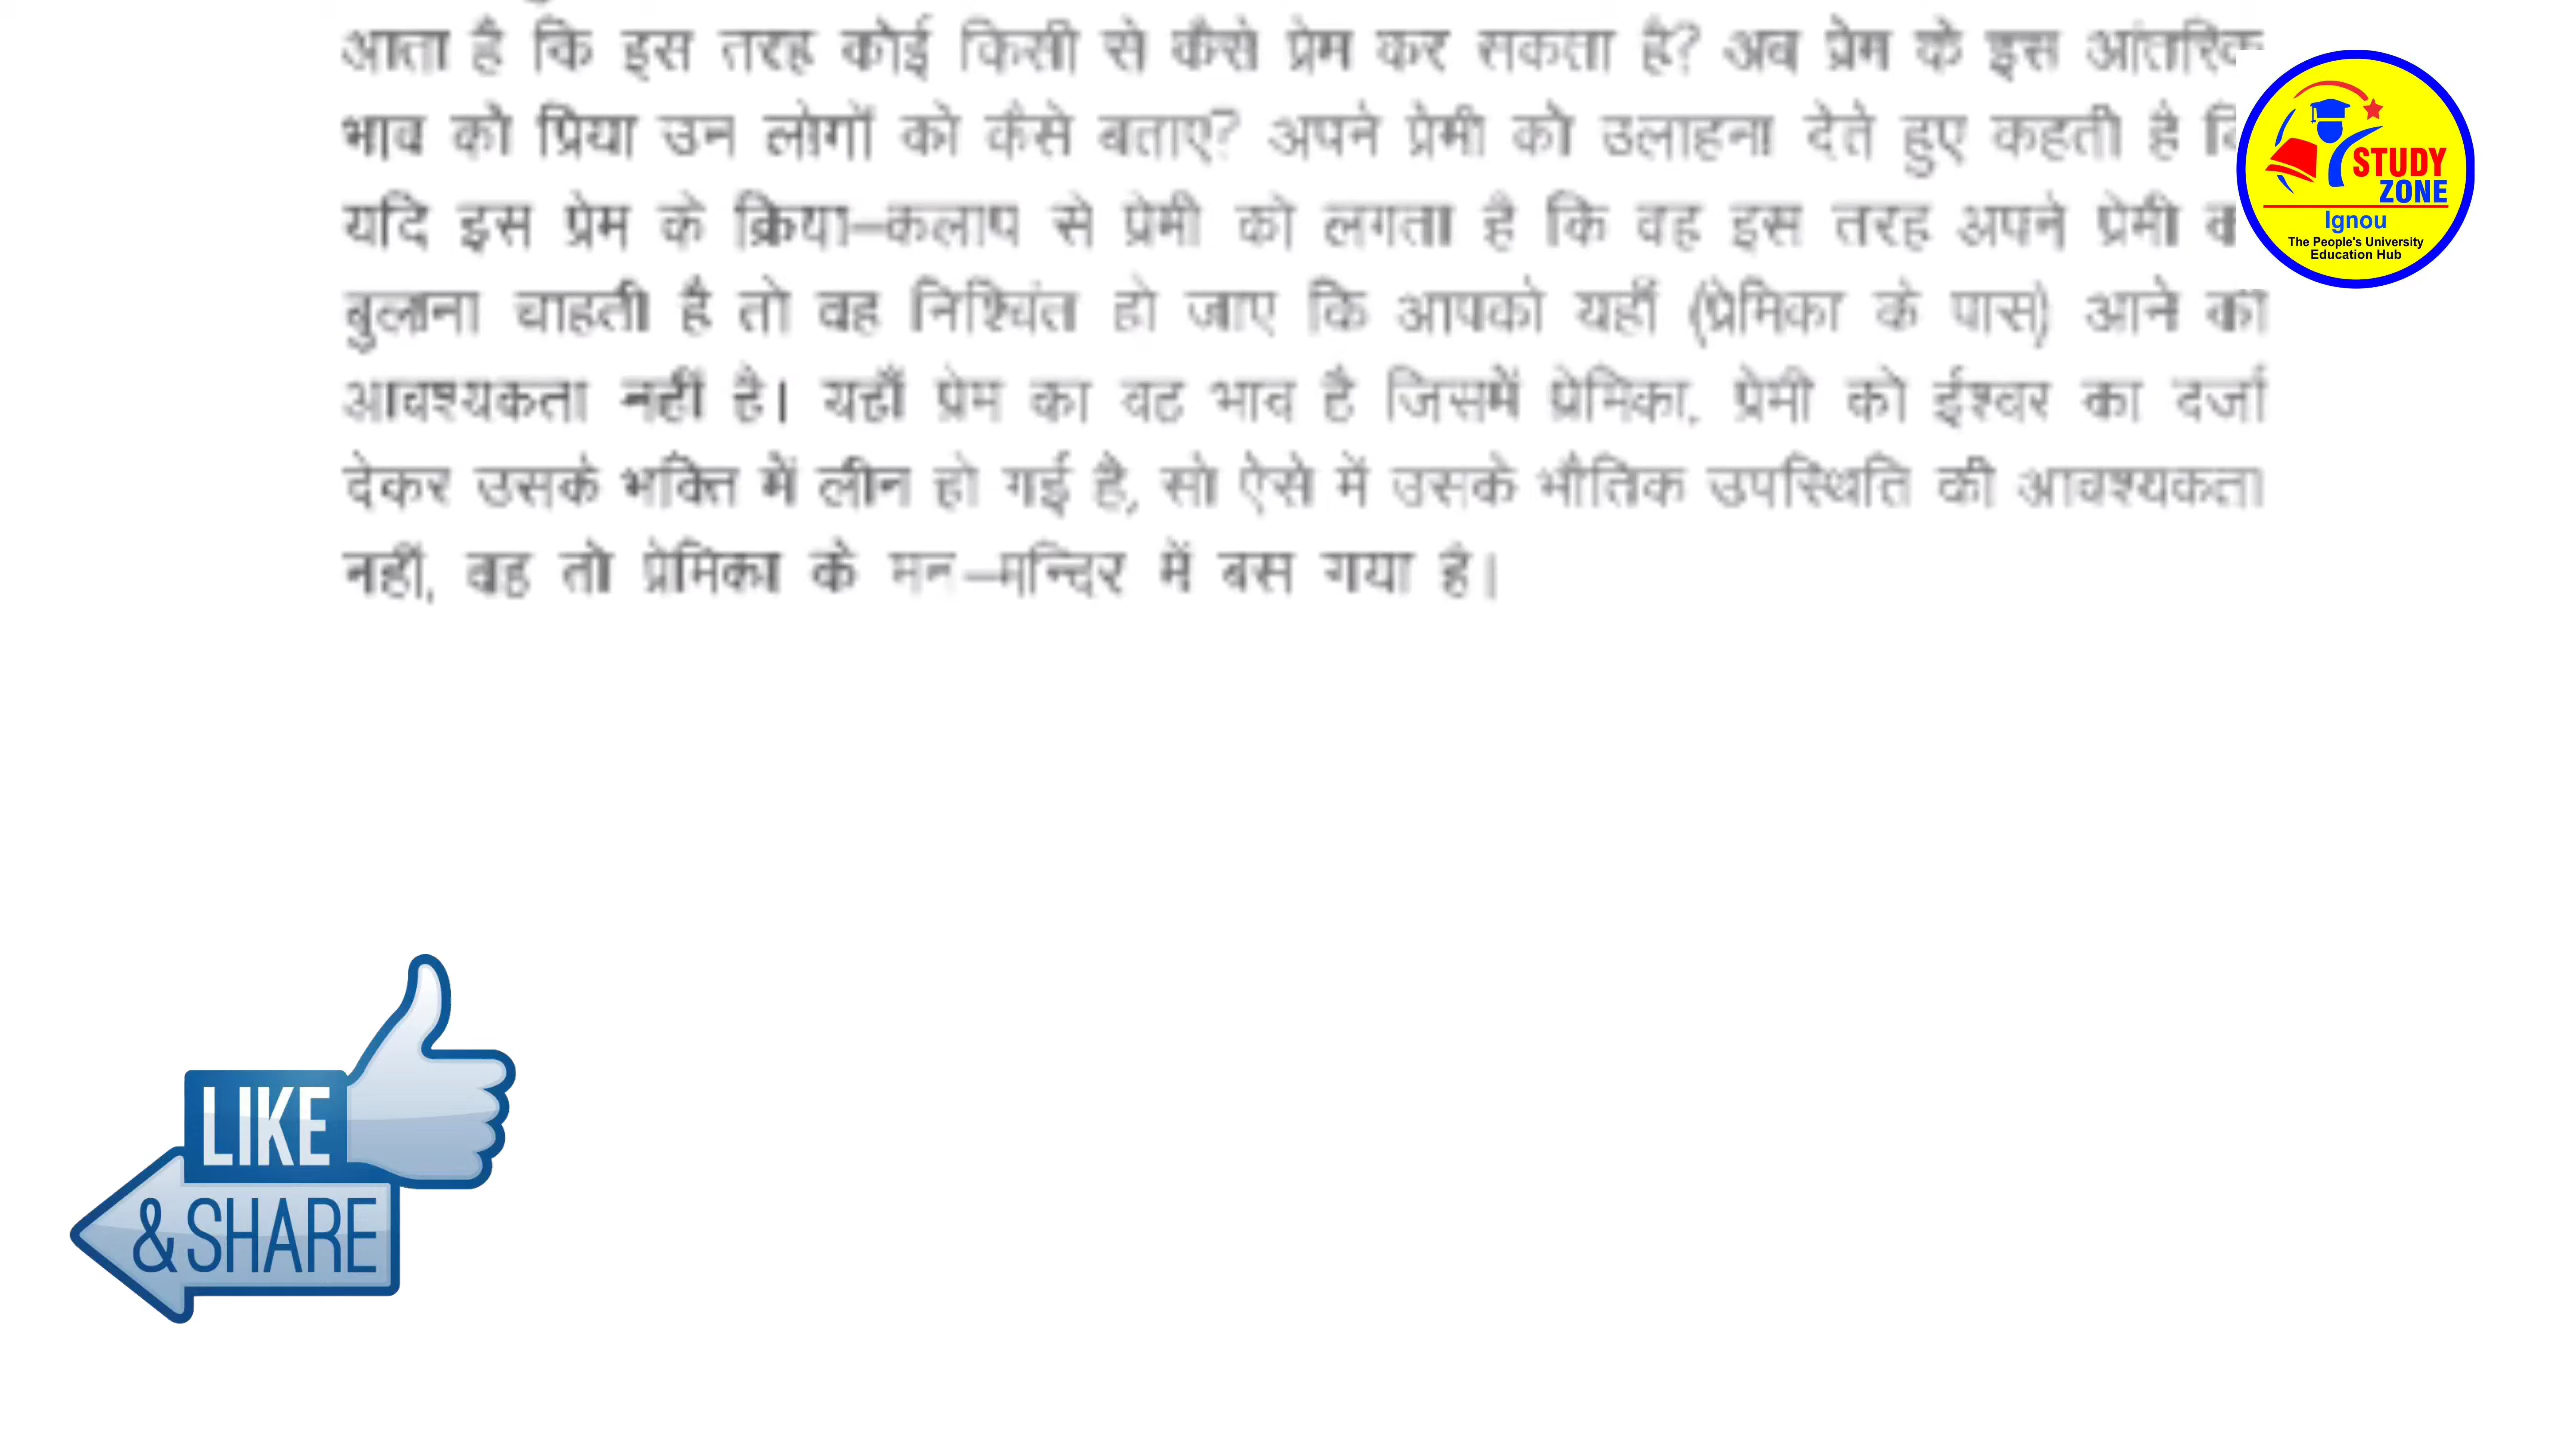 आता है कि इस तरह कोई किसी से कैसे प्रेम कर सकता है? अब प्रेम के इस आंतरिक
भाव को प्रिया उन लोगों को कैसे बताए? अपने प्रेमी को उलाहना देते हुए कहती है
यदि इस प्रेम के क्रिया–कलाप से प्रेमी को लगता है कि वह इस तरह अपने प्रेमी
बुलाना चाहती है तो वह निश्चिंत हो जाए कि आपको यहाँ (प्रेमिका के पास) आने की
आवश्यकता नहीं है। यहाँ प्रेम का वह भाव है जिसमें प्रेमिका, प्रेमी को ईश्वर का दर्जा
देकर उसके भक्ति में लीन हो गई है, सो ऐसे में उसके भौतिक उपस्थिति की आवश्यकता
नहीं, वह तो प्रेमिका के मन–मन्दिर में बस गया है।
STUDY
ZONE
Ignou
The People's University
Education Hub
LIKE
& SHARE